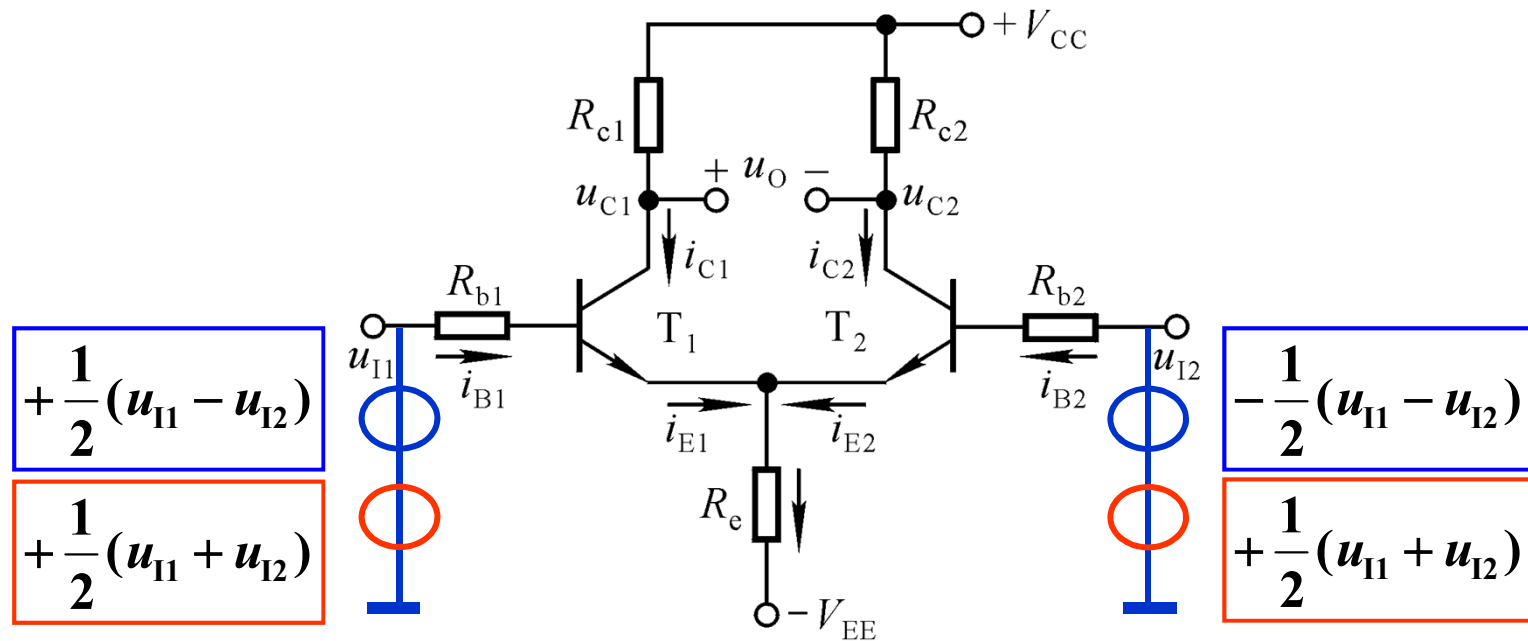 +V_CC
R_c1
R_c2
+ u_O −
u_C1
u_C2
i_C1
i_C2
R_b1
R_b2
T_1
T_2
u_I1
u_I2
i_B1
i_B2
+ 1/2 (u_I1 − u_I2)
− 1/2 (u_I1 − u_I2)
i_E1
i_E2
R_e
+ 1/2 (u_I1 + u_I2)
+ 1/2 (u_I1 + u_I2)
−V_EE